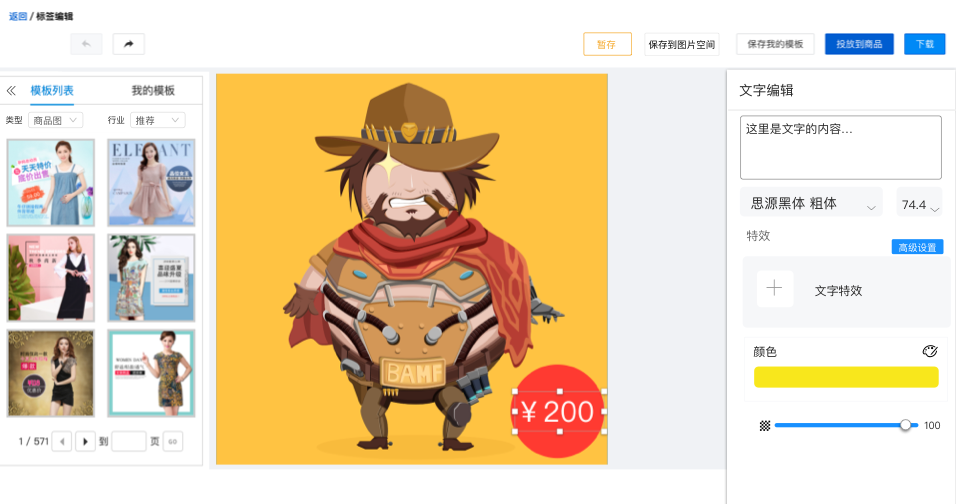 返回 / 标签编辑
暂存
保存到图片空间
保存我的模板
投放到商品
下载
模板列表
我的模板
类型
商品图
行业
推荐
天天特价
底价出售
ELEGANT
WOMEN DAY
1 / 571
到
页
GO
BAMF
¥ 200
文字编辑
这里是文字的内容...
思源黑体 粗体
74.4
特效
高级设置
文字特效
颜色
100